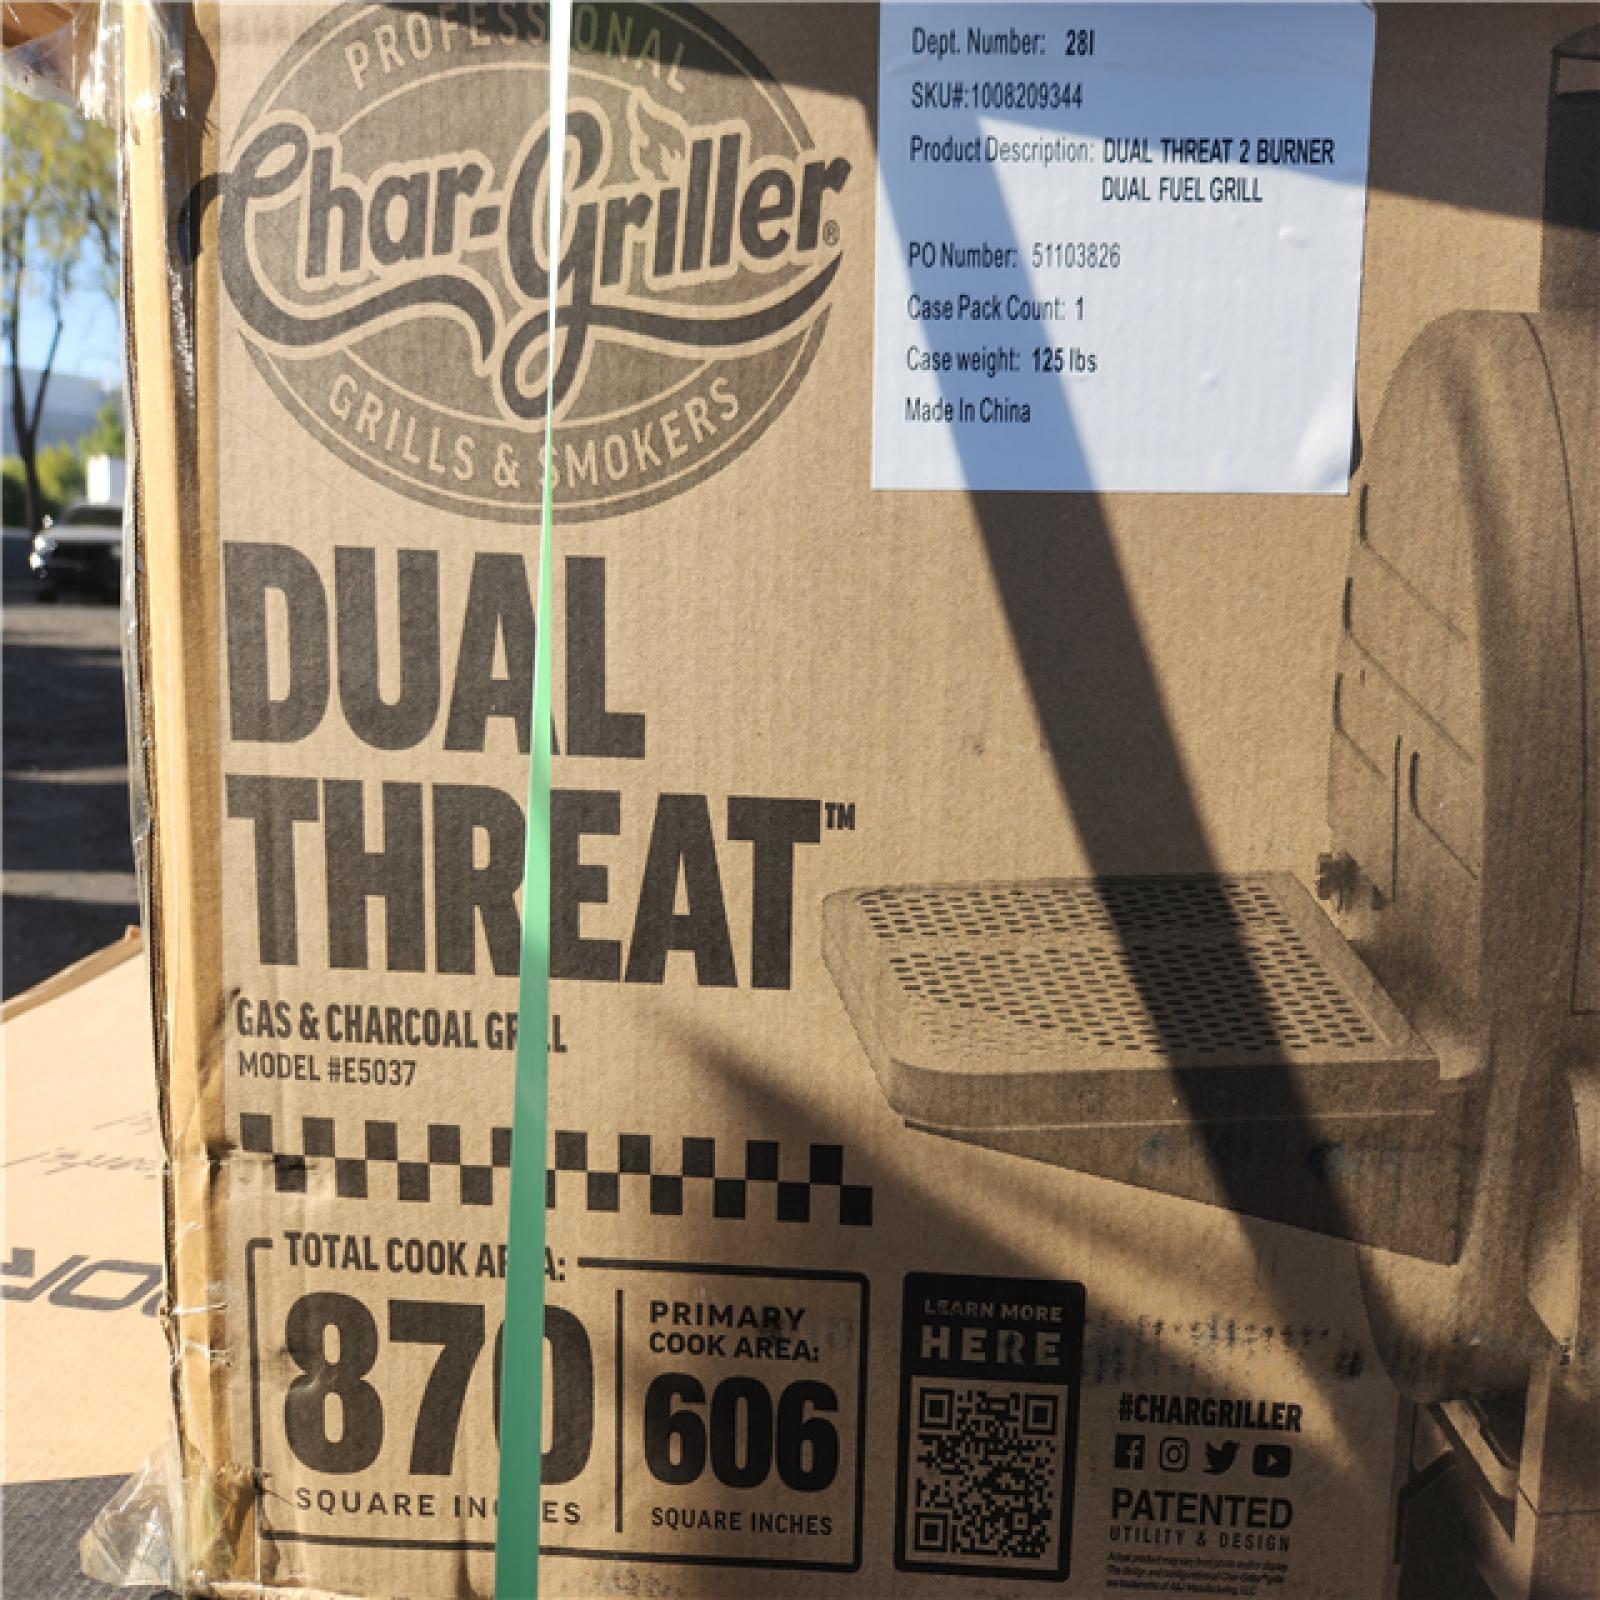 PROFESSIONAL
Char-Griller®
GRILLS & SMOKERS
Dept. Number: 28I
SKU#:1008209344
Product Description: DUAL THREAT 2 BURNER
DUAL FUEL GRILL
PO Number: 51103826
Case Pack Count: 1
Case weight: 125 lbs
Made In China
DUAL
THREAT™
GAS & CHARCOAL GRILL
MODEL #E5037
TOTAL COOK AREA:
870
SQUARE INCHES
PRIMARY
COOK AREA:
606
SQUARE INCHES
LEARN MORE
HERE
#CHARGRILLER
PATENTED
UTILITY & DESIGN